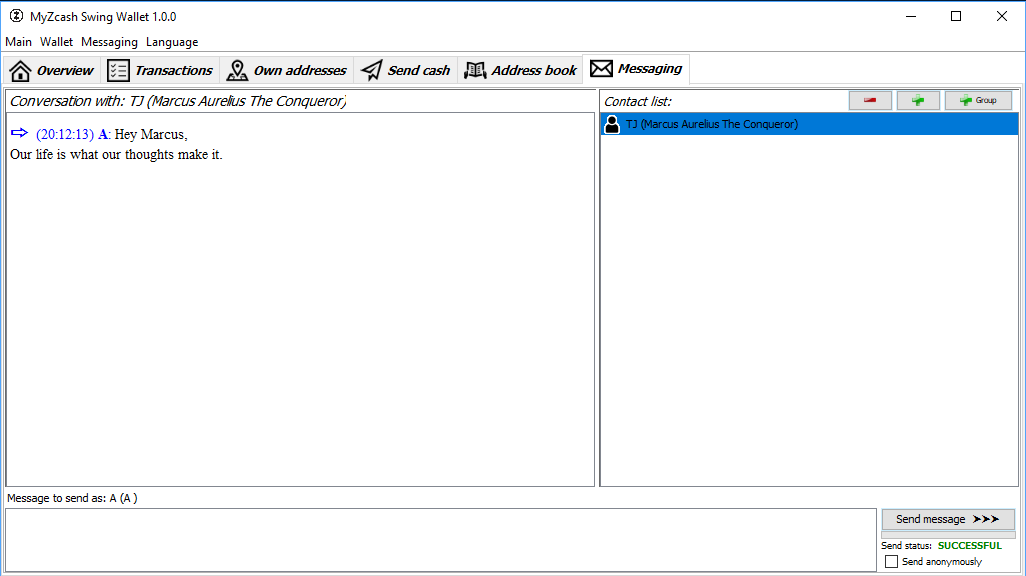 MyZcash Swing Wallet 1.0.0
Main Wallet Messaging Language
Overview Transactions Own addresses Send cash Address book Messaging
Conversation with: TJ (Marcus Aurelius The Conqueror)
Contact list:
Group
TJ (Marcus Aurelius The Conqueror)
(20:12:13) A: Hey Marcus,
Our life is what our thoughts make it.
Message to send as: A (A )
Send message
Send status: SUCCESSFUL
Send anonymously